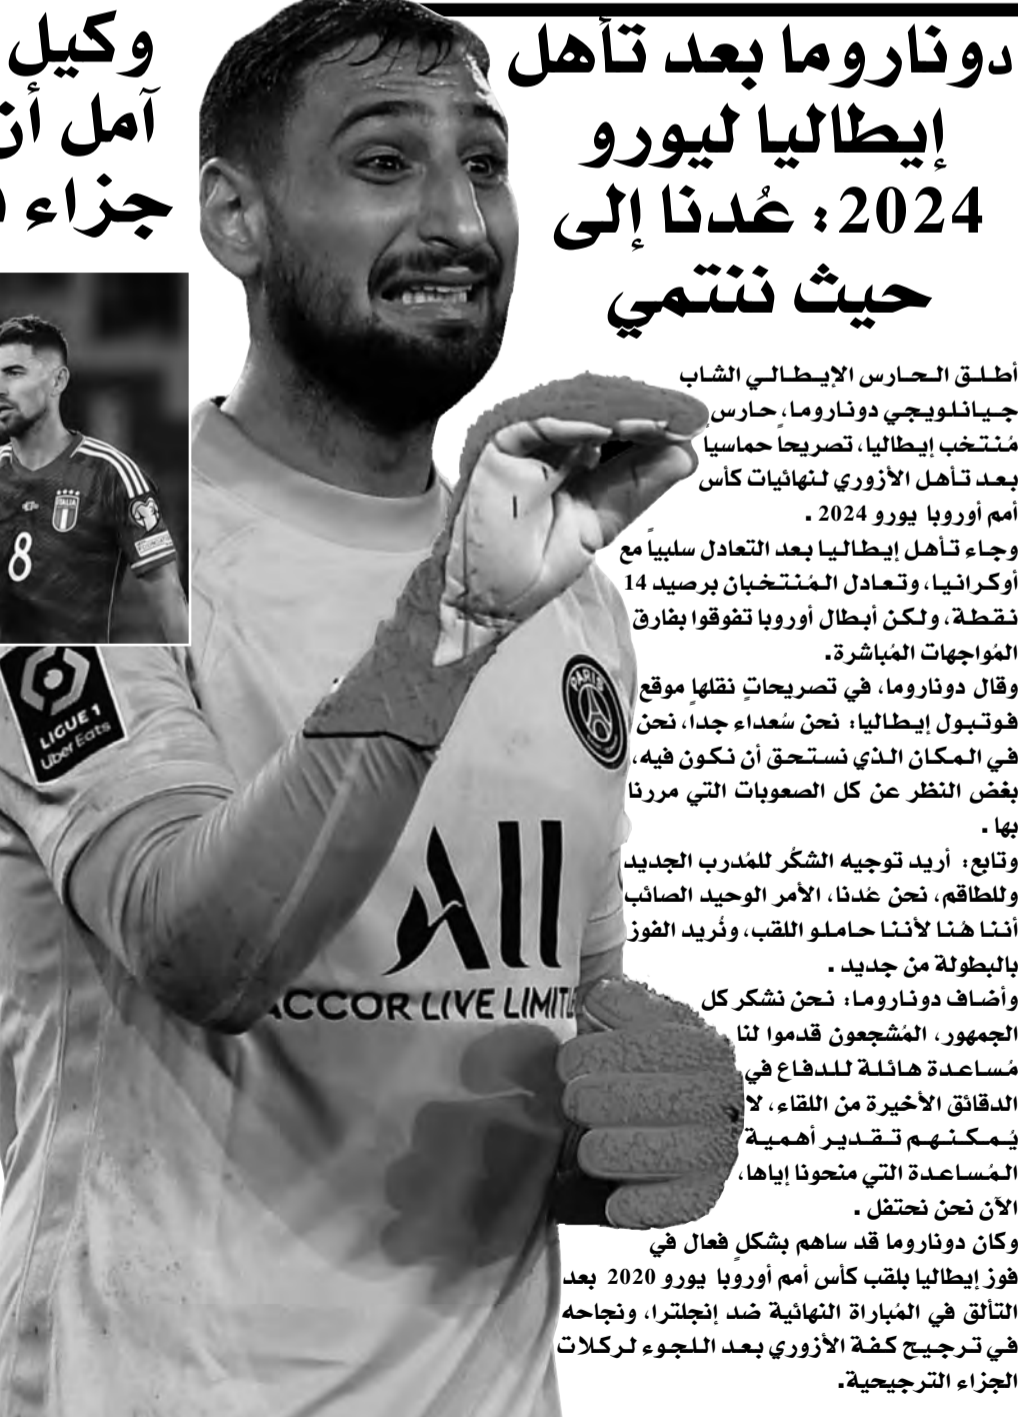 دوناروما بعد تأهل
إيطاليا ليورو
2024: عُدنا إلى
حيث ننتمي
أطلق الحارس الإيطالي الشاب
جيانلويجي دوناروما، حارس
مُنتخب إيطاليا، تصريحاً حماسياً
بعد تأهل الأزوري لنهائيات كأس
أمم أوروبا يورو 2024 .
وجاء تأهل إيطاليا بعد التعادل سلبياً مع
أوكرانيا، وتعادل المُنتخبان برصيد 14
نقطة، ولكن أبطال أوروبا تفوقوا بفارق
المُواجهات المُباشرة.
وقال دوناروما، في تصريحاتٍ نقلها موقع
فوتبول إيطاليا: نحن سُعداء جداً، نحن
في المكان الذي نستحق أن نكون فيه،
بغض النظر عن كل الصعوبات التي مررنا
بها .
وتابع: أريد توجيه الشكُر للمُدرب الجديد
وللطاقم، نحن عُدنا، الأمر الوحيد الصائب
أننا هُنا لأننا حاملو اللقب، ونُريد الفوز
بالبطولة من جديد .
وأضاف دوناروما: نحن نشكر كل
الجمهور، المُشجعون قدموا لنا
مُساعدة هائلة للدفاع في
الدقائق الأخيرة من اللقاء، لا
يُمكنهم تقدير أهمية
المُساعدة التي منحونا إياها،
الآن نحن نحتفل .
وكان دوناروما قد ساهم بشكلٍ فعال في
فوز إيطاليا بلقب كأس أمم أوروبا يورو 2020 بعد
التألق في المُباراة النهائية ضد إنجلترا، ونجاحه
في ترجيح كفة الأزوري بعد اللجوء لركلات
الجزاء الترجيحية.
وكيل
آمل أن
جزاء
ITALIA
8
LIGUE 1
Uber Eats
PARIS
All
ACCOR LIVE LIMIT